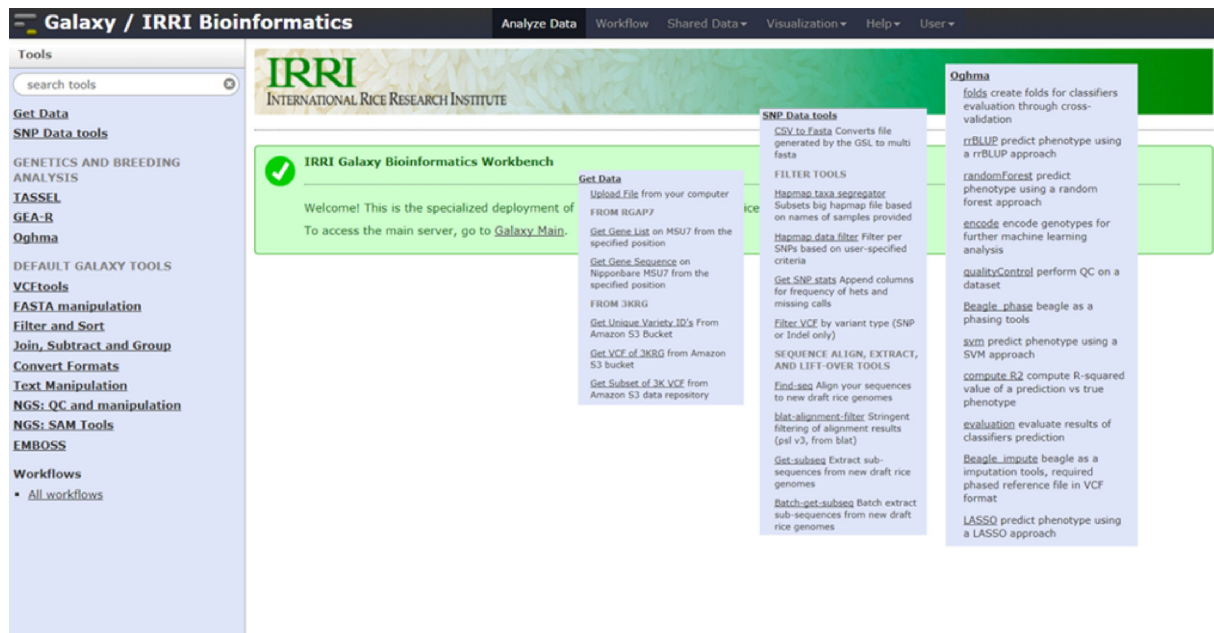 Galaxy / IRRI Bioinformatics
Analyze Data Workflow Shared Data Visualization Help User
Tools
search tools
Get Data
SNP Data tools
GENETICS AND BREEDING
ANALYSIS
TASSEL
GEA-R
Oghma
DEFAULT GALAXY TOOLS
VCFtools
FASTA manipulation
Filter and Sort
Join, Subtract and Group
Convert Formats
Text Manipulation
NGS: QC and manipulation
NGS: SAM Tools
EMBOSS
Workflows
All workflows
IRRI
INTERNATIONAL RICE RESEARCH INSTITUTE
IRRI Galaxy Bioinformatics Workbench
Welcome! This is the specialized deployment of
To access the main server, go to Galaxy Main.
Get Data
Upload File from your computer
FROM RGAP7
Get Gene List on MSU7 from the
specified position
Get Gene Sequence on
Nipponbare MSU7 from the
specified position
FROM 3KRG
Get Unique Variety ID's From
Amazon S3 Bucket
Get VCF of 3KRG from Amazon
S3 bucket
Get Subset of 3K VCF from
Amazon S3 data repository
ice
SNP Data tools
CSV to Fasta Converts file
generated by the GSL to multi
fasta
FILTER TOOLS
Hapmap taxa segregator
Subsets big hapmap file based
on names of samples provided
Hapmap data filter Filter per
SNPs based on user-specified
criteria
Get SNP stats Append columns
for frequency of hets and
missing calls
Filter VCF by variant type (SNP
or Indel only)
SEQUENCE ALIGN, EXTRACT,
AND LIFT-OVER TOOLS
Find-seq Align your sequences
to new draft rice genomes
blat-alignment-filter Stringent
filtering of alignment results
(psl v3, from blat)
Get-subseq Extract sub-
sequences from new draft rice
genomes
Batch-get-subseq Batch extract
sub-sequences from new draft
rice genomes
Oghma
folds create folds for classifiers
evaluation through cross-
validation
rrBLUP predict phenotype using
a rrBLUP approach
randomForest predict
phenotype using a random
forest approach
encode encode genotypes for
further machine learning
analysis
qualityControl perform QC on a
dataset
Beagle_phase beagle as a
phasing tools
svm predict phenotype using a
SVM approach
compute R2 compute R-squared
value of a prediction vs true
phenotype
evaluation evaluate results of
classifiers prediction
Beagle_impute beagle as a
imputation tools, required
phased reference file in VCF
format
LASSO predict phenotype using
a LASSO approach